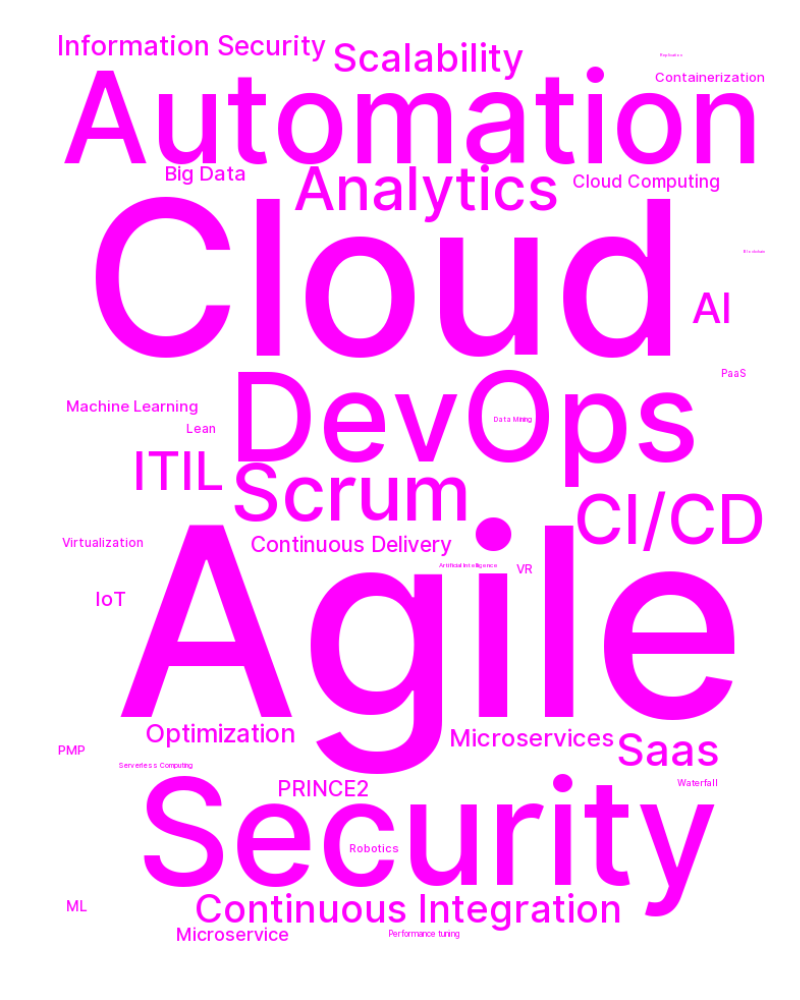 Information Security
Scalability
Containerization
Automation
Big Data
Analytics
Cloud Computing
Cloud
AI
PaaS
DevOps
Machine Learning
Data Mining
Lean
ITIL
Scrum
CI/CD
Virtualization
Continuous Delivery
Artificial Intelligence
VR
IoT
Agile
Optimization
Microservices
Saas
PMP
Serverless Computing
Waterfall
PRINCE2
Security
Robotics
ML
Continuous Integration
Microservice
Performance tuning